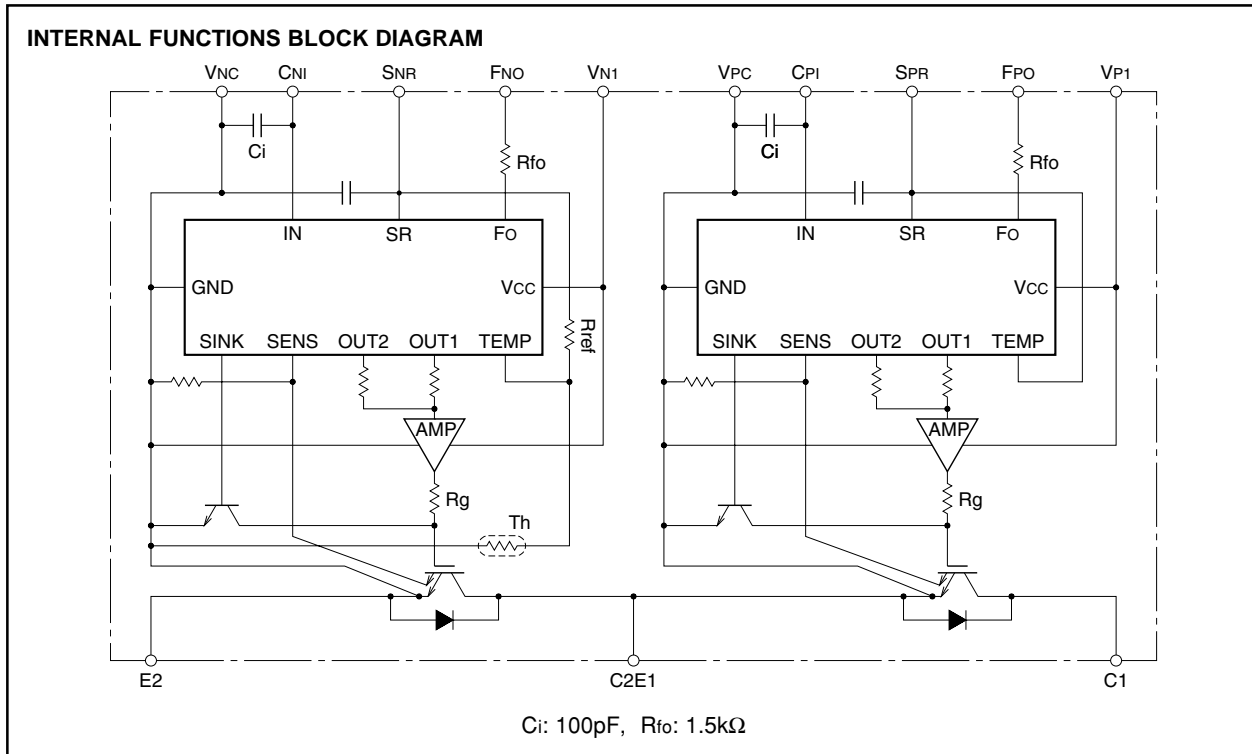 INTERNAL FUNCTIONS BLOCK DIAGRAM
VNC CNI SNR FNO VN1 VPC CPI SPR FPO VP1
Ci Rfo Ci Rfo
IN SR FO IN SR FO
GND VCC GND VCC
Rref
SINK SENS OUT2 OUT1 TEMP SINK SENS OUT2 OUT1 TEMP
AMP AMP
Rg Rg
Th
E2 C2E1 C1
Ci: 100pF, Rfo: 1.5kΩ